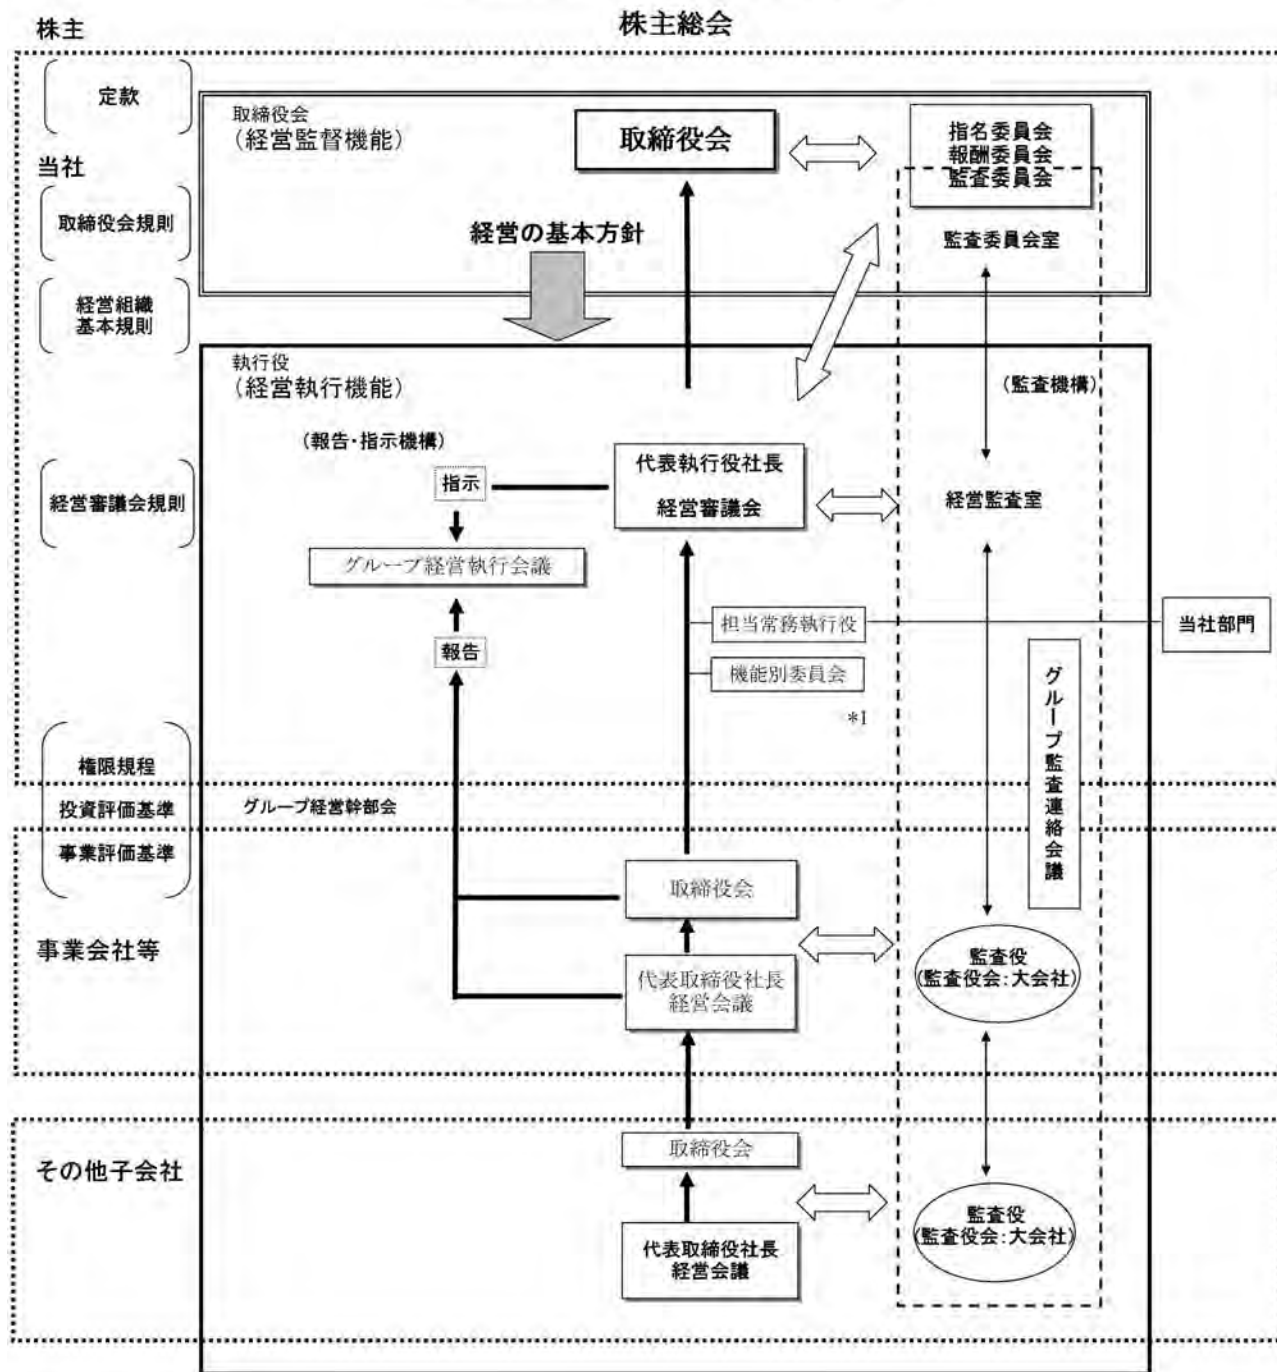 株主総会
株主
定款
取締役会
(経営監督機能)
取締役会
指名委員会
報酬委員会
監査委員会
当社
取締役会規則
経営の基本方針
監査委員会室
経営組織
基本規則
執行役
(経営執行機能)
(監査機構)
(報告・指示機構)
代表執行役社長
経営審議会
指示
経営審議会規則
経営監査室
グループ経営執行会議
担当常務執行役
当社部門
報告
機能別委員会
*1
グループ監査連絡会議
権限規程
投資評価基準
グループ経営幹部会
事業評価基準
取締役会
事業会社等
代表取締役社長
経営会議
監査役
(監査役会:大会社)
その他子会社
取締役会
代表取締役社長
経営会議
監査役
(監査役会:大会社)